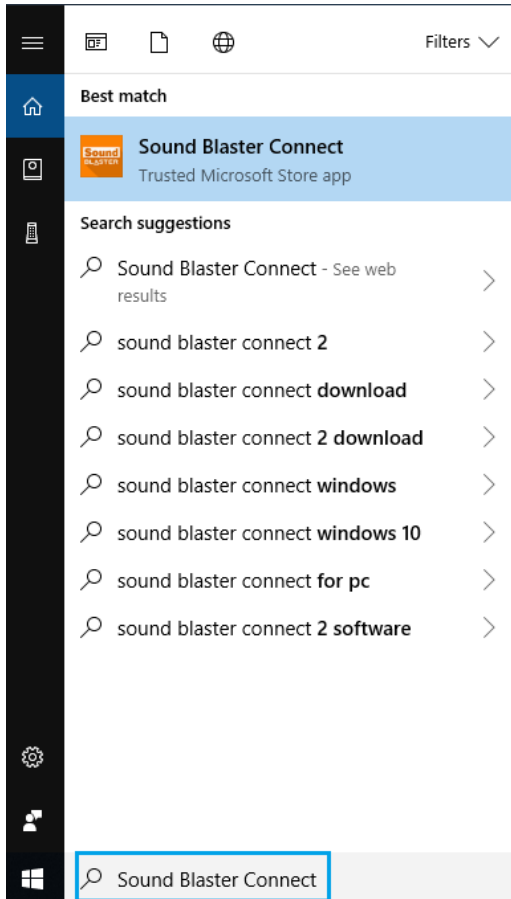 Filters
Best match
Sound BLASTER
Sound Blaster Connect
Trusted Microsoft Store app
Search suggestions
Sound Blaster Connect - See web
results
sound blaster connect 2
sound blaster connect download
sound blaster connect 2 download
sound blaster connect windows
sound blaster connect windows 10
sound blaster connect for pc
sound blaster connect 2 software
Sound Blaster Connect